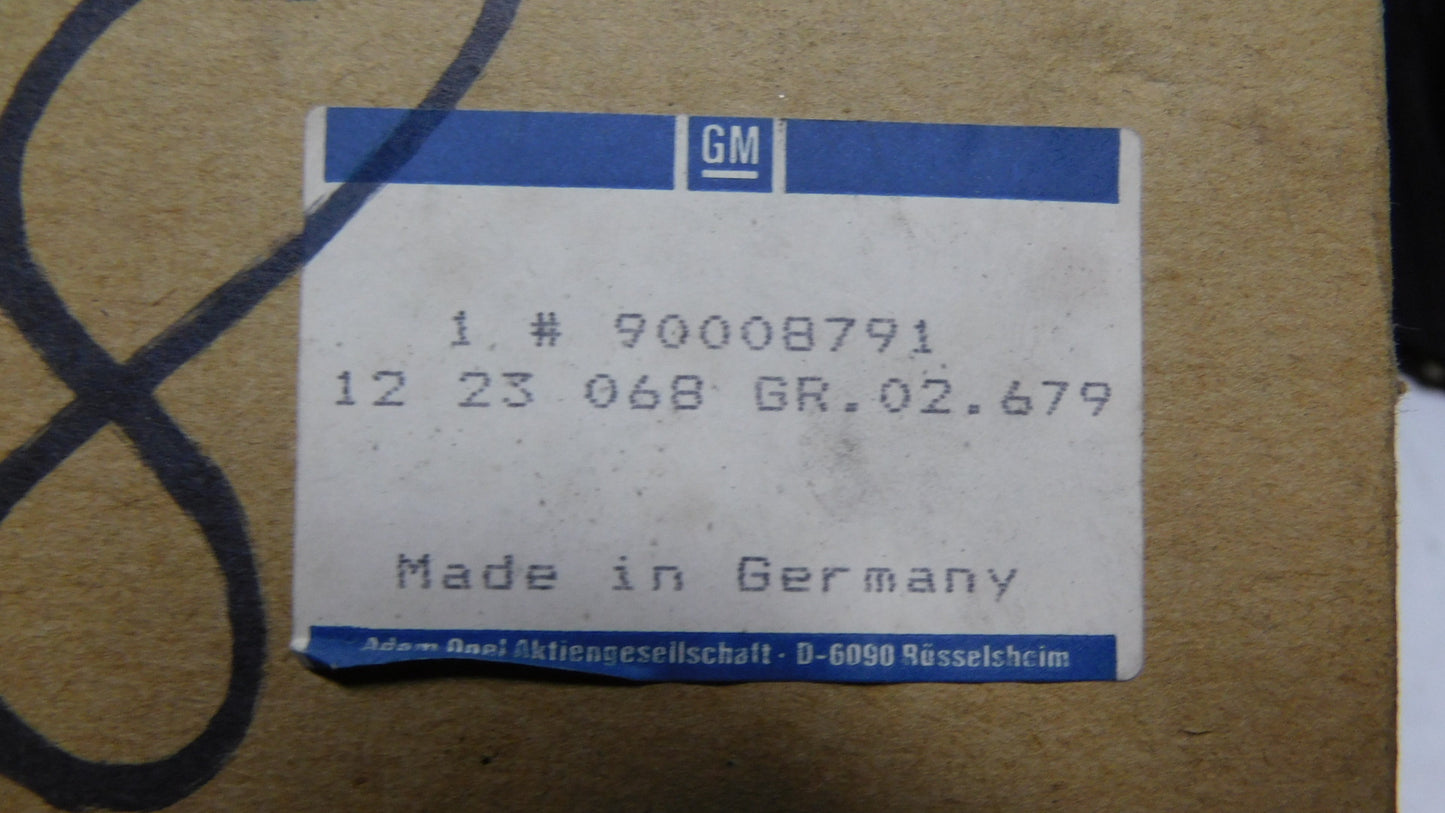 GM
1 # 90008791
12 23 068 GR.02.679
Made in Germany
Adam Opel Aktiengesellschaft · D-6090 Rüsselsheim